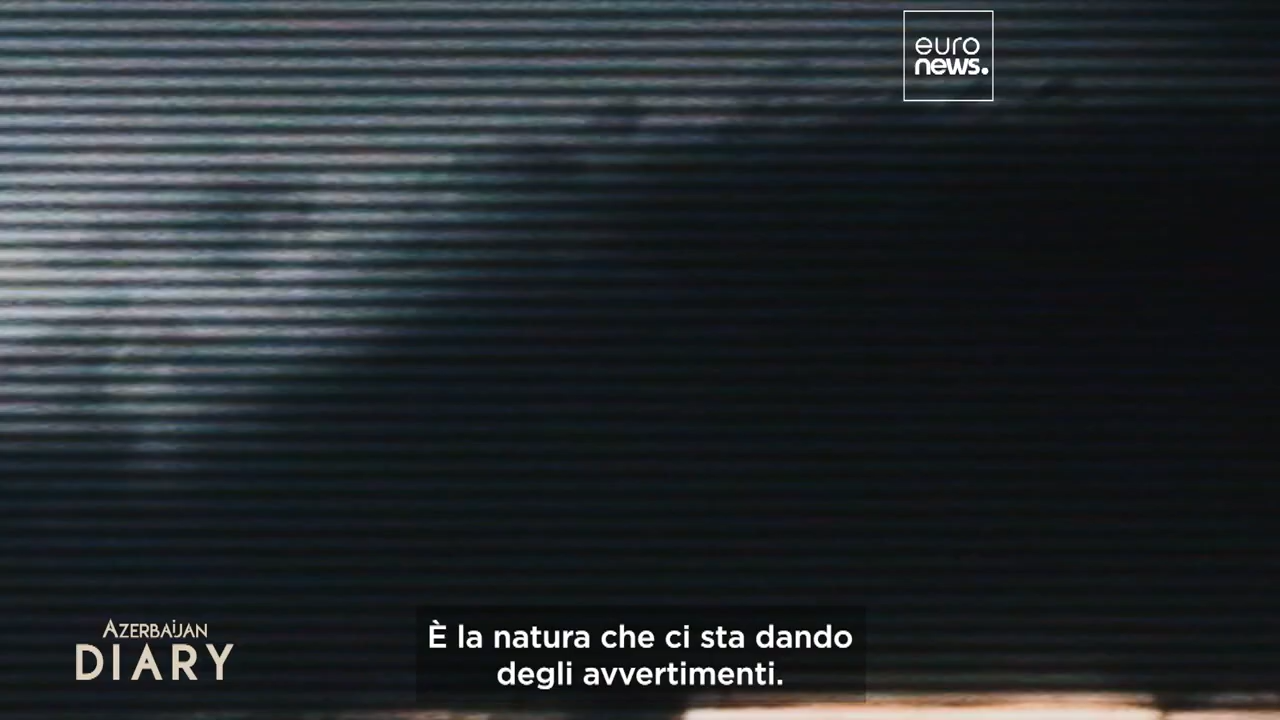 euro
news.
AZERBAIJAN
DIARY
È la natura che ci sta dando
degli avvertimenti.